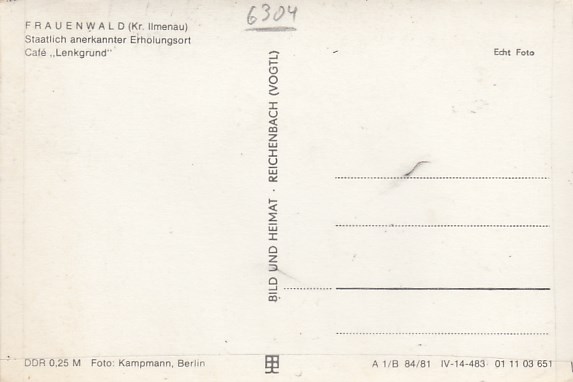 6304
FRAUENWALD (Kr. Ilmenau)
Staatlich anerkannter Erholungsort
Café „Lenkgrund"
Echt Foto
BILD UND HEIMAT · REICHENBACH (VOGTL)
DDR 0,25 M Foto: Kampmann, Berlin
A 1/B 84/81 IV-14-483 01 11 03 651